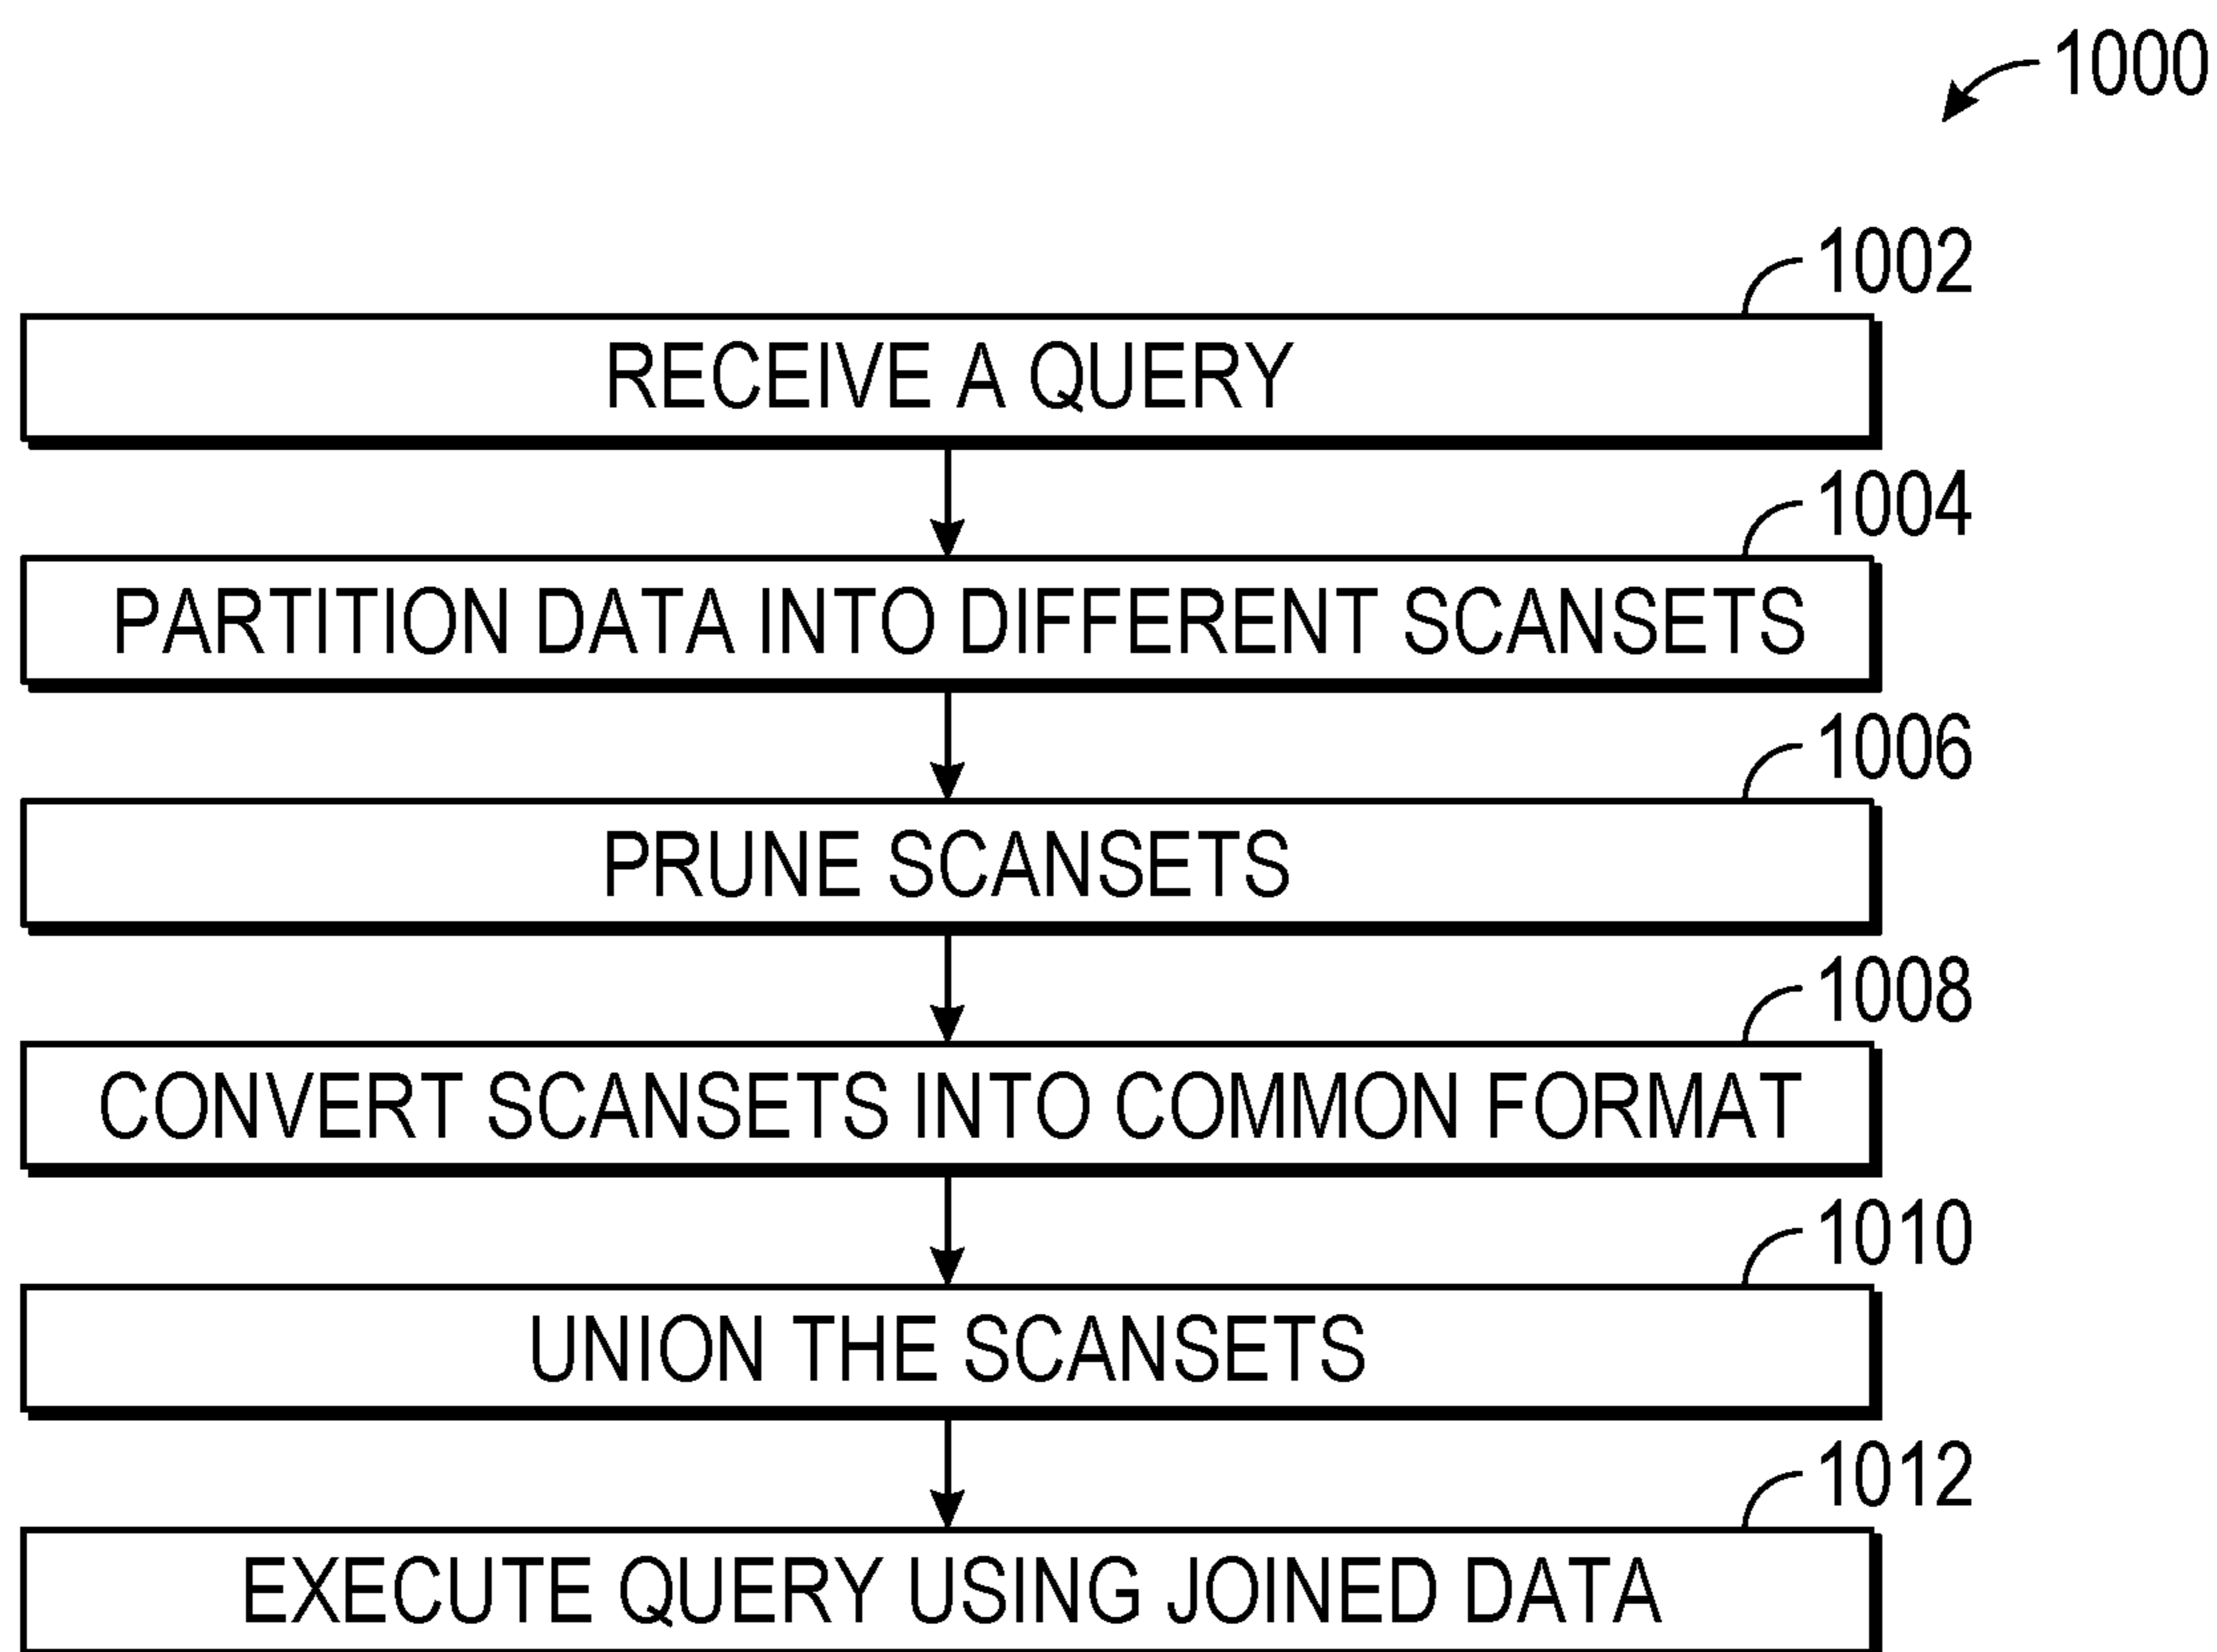 1000
1002
RECEIVE A QUERY
1004
PARTITION DATA INTO DIFFERENT SCANSETS
1006
PRUNE SCANSETS
1008
CONVERT SCANSETS INTO COMMON FORMAT
1010
UNION THE SCANSETS
1012
EXECUTE QUERY USING JOINED DATA